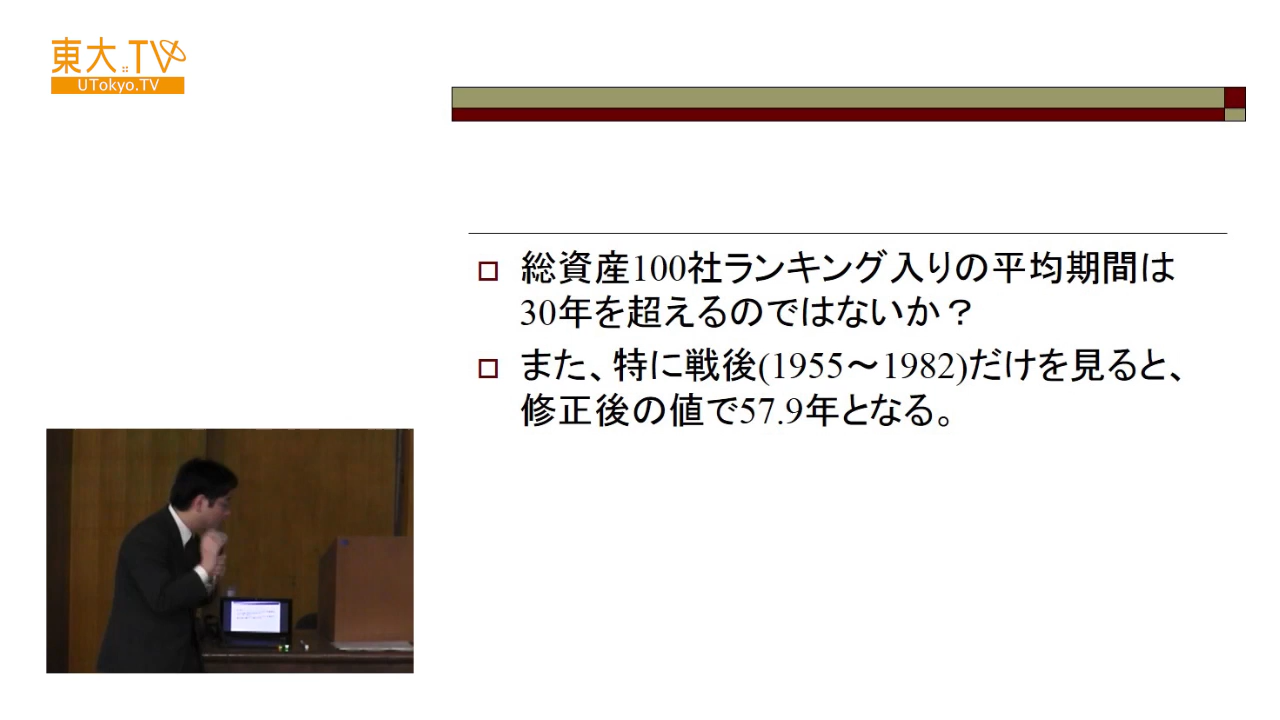 東大.TV
UTokyo.TV
総資産100社ランキング入りの平均期間は
30年を超えるのではないか？
また、特に戦後(1955～1982)だけを見ると、
修正後の値で57.9年となる。